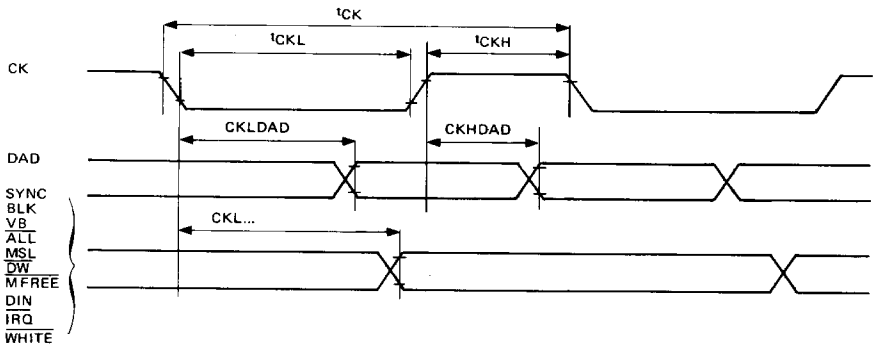 tCK
tCKL
tCKH
CK
CKLDAD
CKHDAD
DAD
SYNC
BLK
CKL...
VB
ALL
MSL
DW
MFREE
DIN
IRQ
WHITE